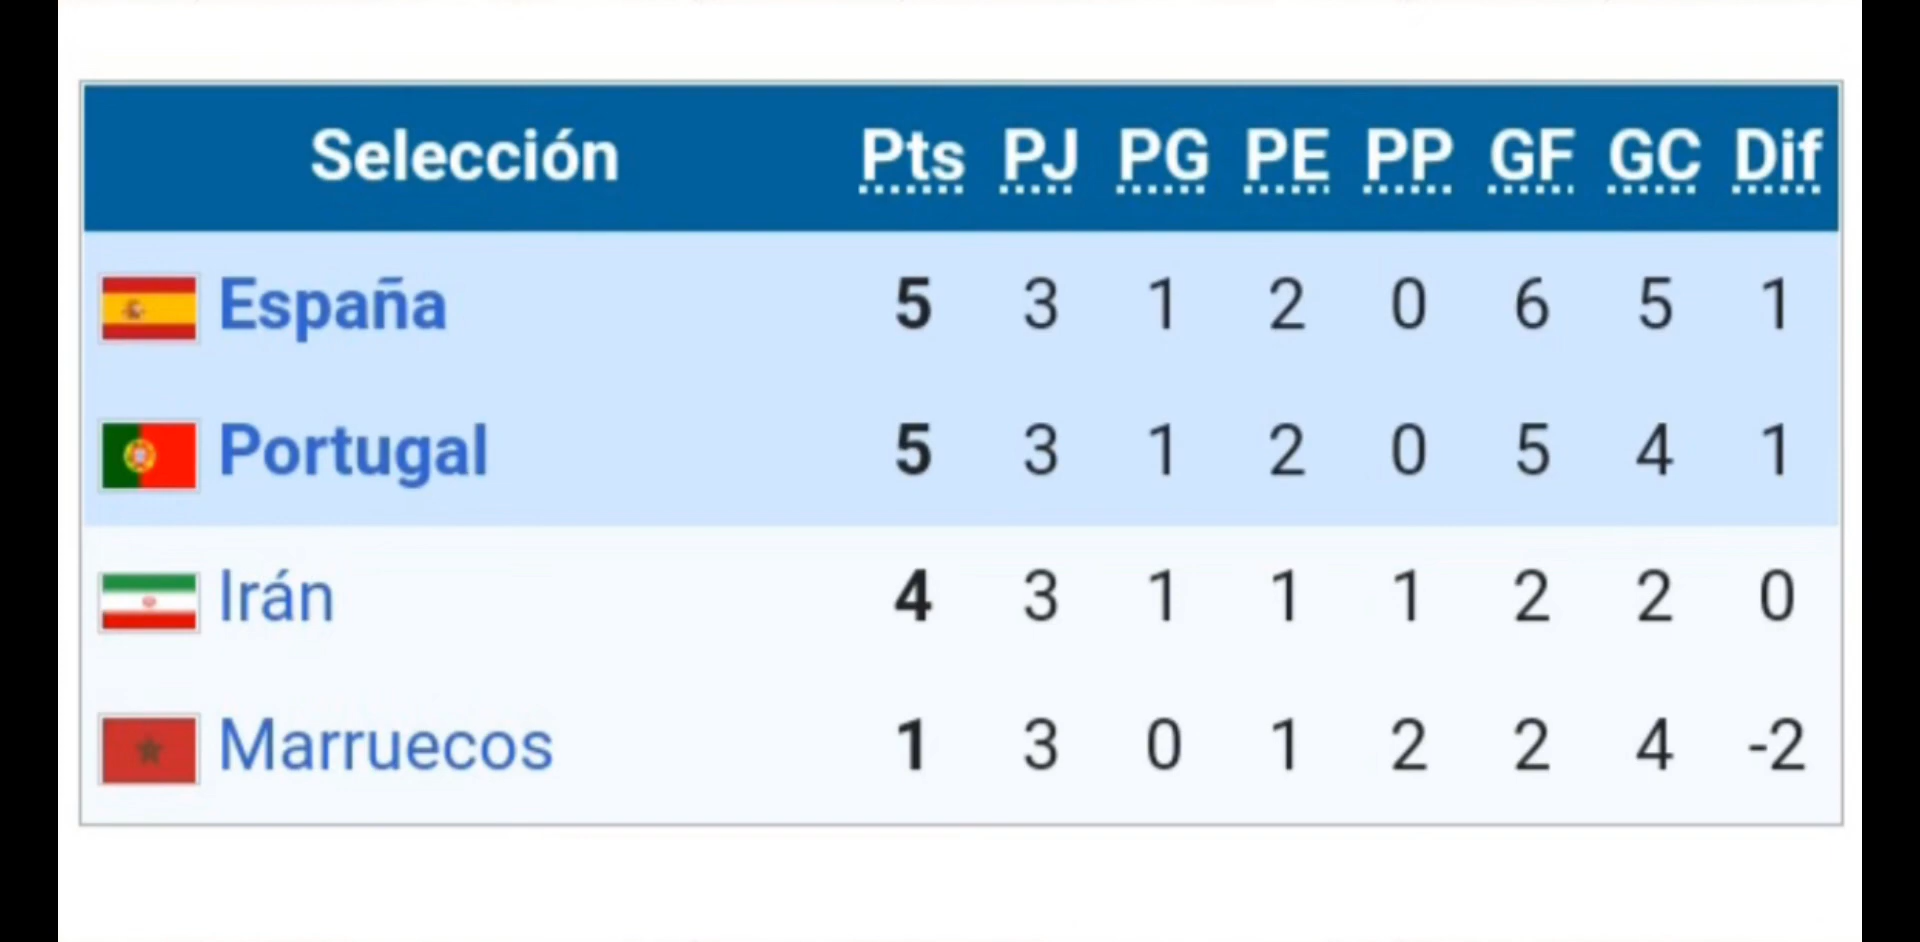 Selección Pts PJ PG PE PP GF GC Dif
España 5 3 1 2 0 6 5 1
Portugal 5 3 1 2 0 5 4 1
Irán 4 3 1 1 1 2 2 0
Marruecos 1 3 0 1 2 2 4 -2